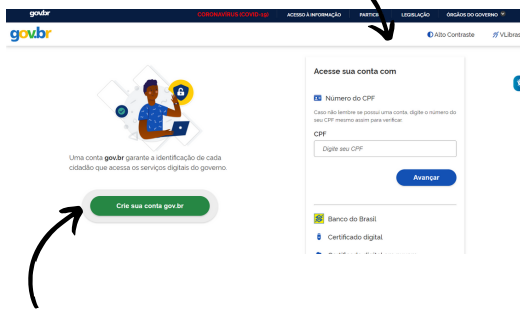 govbr
CORONAVÍRUS (COVID-19)
ACESSO À INFORMAÇÃO
LEGISLAÇÃO
ÓRGÃOS DO GOVERNO
gov.br
Alto Contraste
VLibras
Acesse sua conta com
Número do CPF
Caso não lembre se possui uma conta, digite o número do
seu CPF mesmo assim para verificar.
CPF
Digite seu CPF
Avançar
Uma conta gov.br garante a identificação de cada
cidadão que acessa os serviços digitais do governo.
Crie sua conta gov.br
Banco do Brasil
Certificado digital